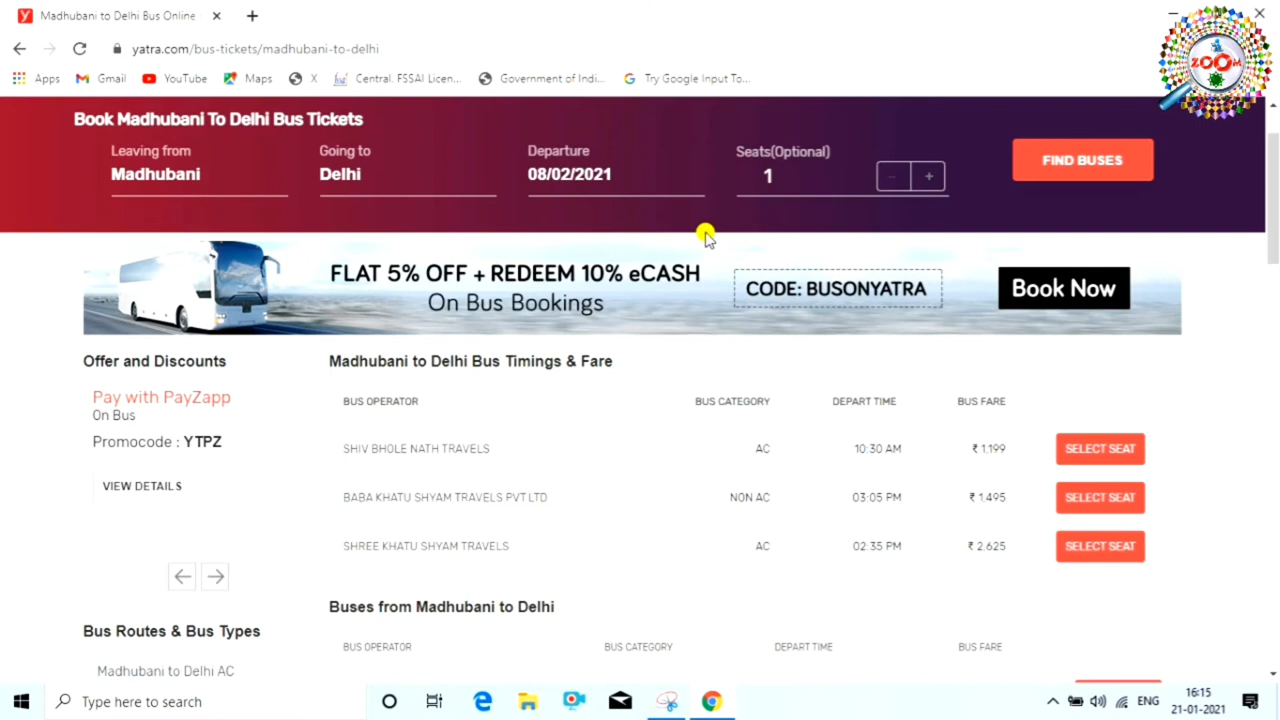 Madhubani to Delhi Bus Online
yatra.com/bus-tickets/madhubani-to-delhi
Apps Gmail YouTube Maps X Central. FSSAI Licen... Government of Indi... Try Google Input To...
ZOOM
Book Madhubani To Delhi Bus Tickets
Leaving from Going to Departure Seats(Optional)
Madhubani Delhi 08/02/2021 1 - + FIND BUSES
FLAT 5% OFF + REDEEM 10% eCASH
On Bus Bookings
CODE: BUSONYATRA
Book Now
Offer and Discounts
Pay with PayZapp
On Bus
Promocode : YTPZ
VIEW DETAILS
Madhubani to Delhi Bus Timings & Fare
BUS OPERATOR BUS CATEGORY DEPART TIME BUS FARE
SHIV BHOLE NATH TRAVELS AC 10:30 AM ₹ 1,199 SELECT SEAT
BABA KHATU SHYAM TRAVELS PVT LTD NON AC 03:05 PM ₹ 1,495 SELECT SEAT
SHREE KHATU SHYAM TRAVELS AC 02:35 PM ₹ 2,625 SELECT SEAT
Buses from Madhubani to Delhi
BUS OPERATOR BUS CATEGORY DEPART TIME BUS FARE
Bus Routes & Bus Types
Madhubani to Delhi AC
Type here to search
ENG
16:15
21-01-2021